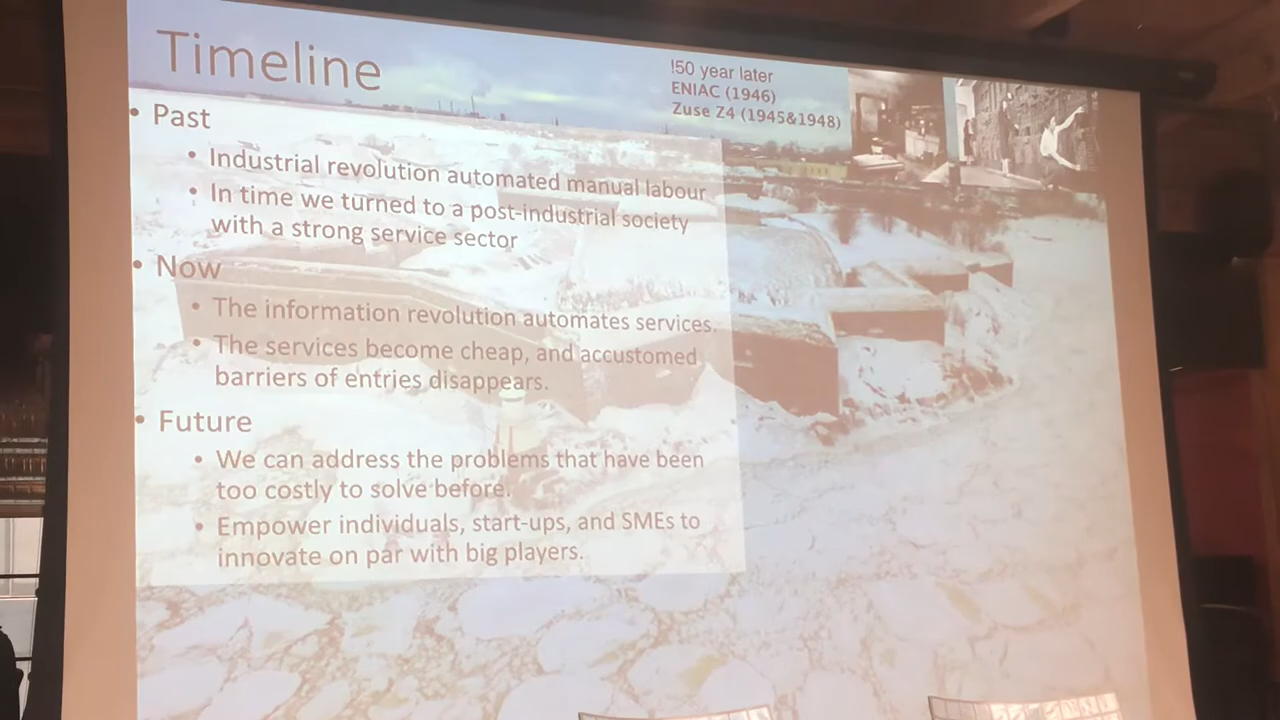 Timeline
!50 year later
ENIAC (1946)
Zuse Z4 (1945&1948)
• Past
• Industrial revolution automated manual labour
• In time we turned to a post-industrial society
with a strong service sector
• Now
• The information revolution automates services.
• The services become cheap, and accustomed
barriers of entries disappears.
• Future
• We can address the problems that have been
too costly to solve before.
• Empower individuals, start-ups, and SMEs to
innovate on par with big players.